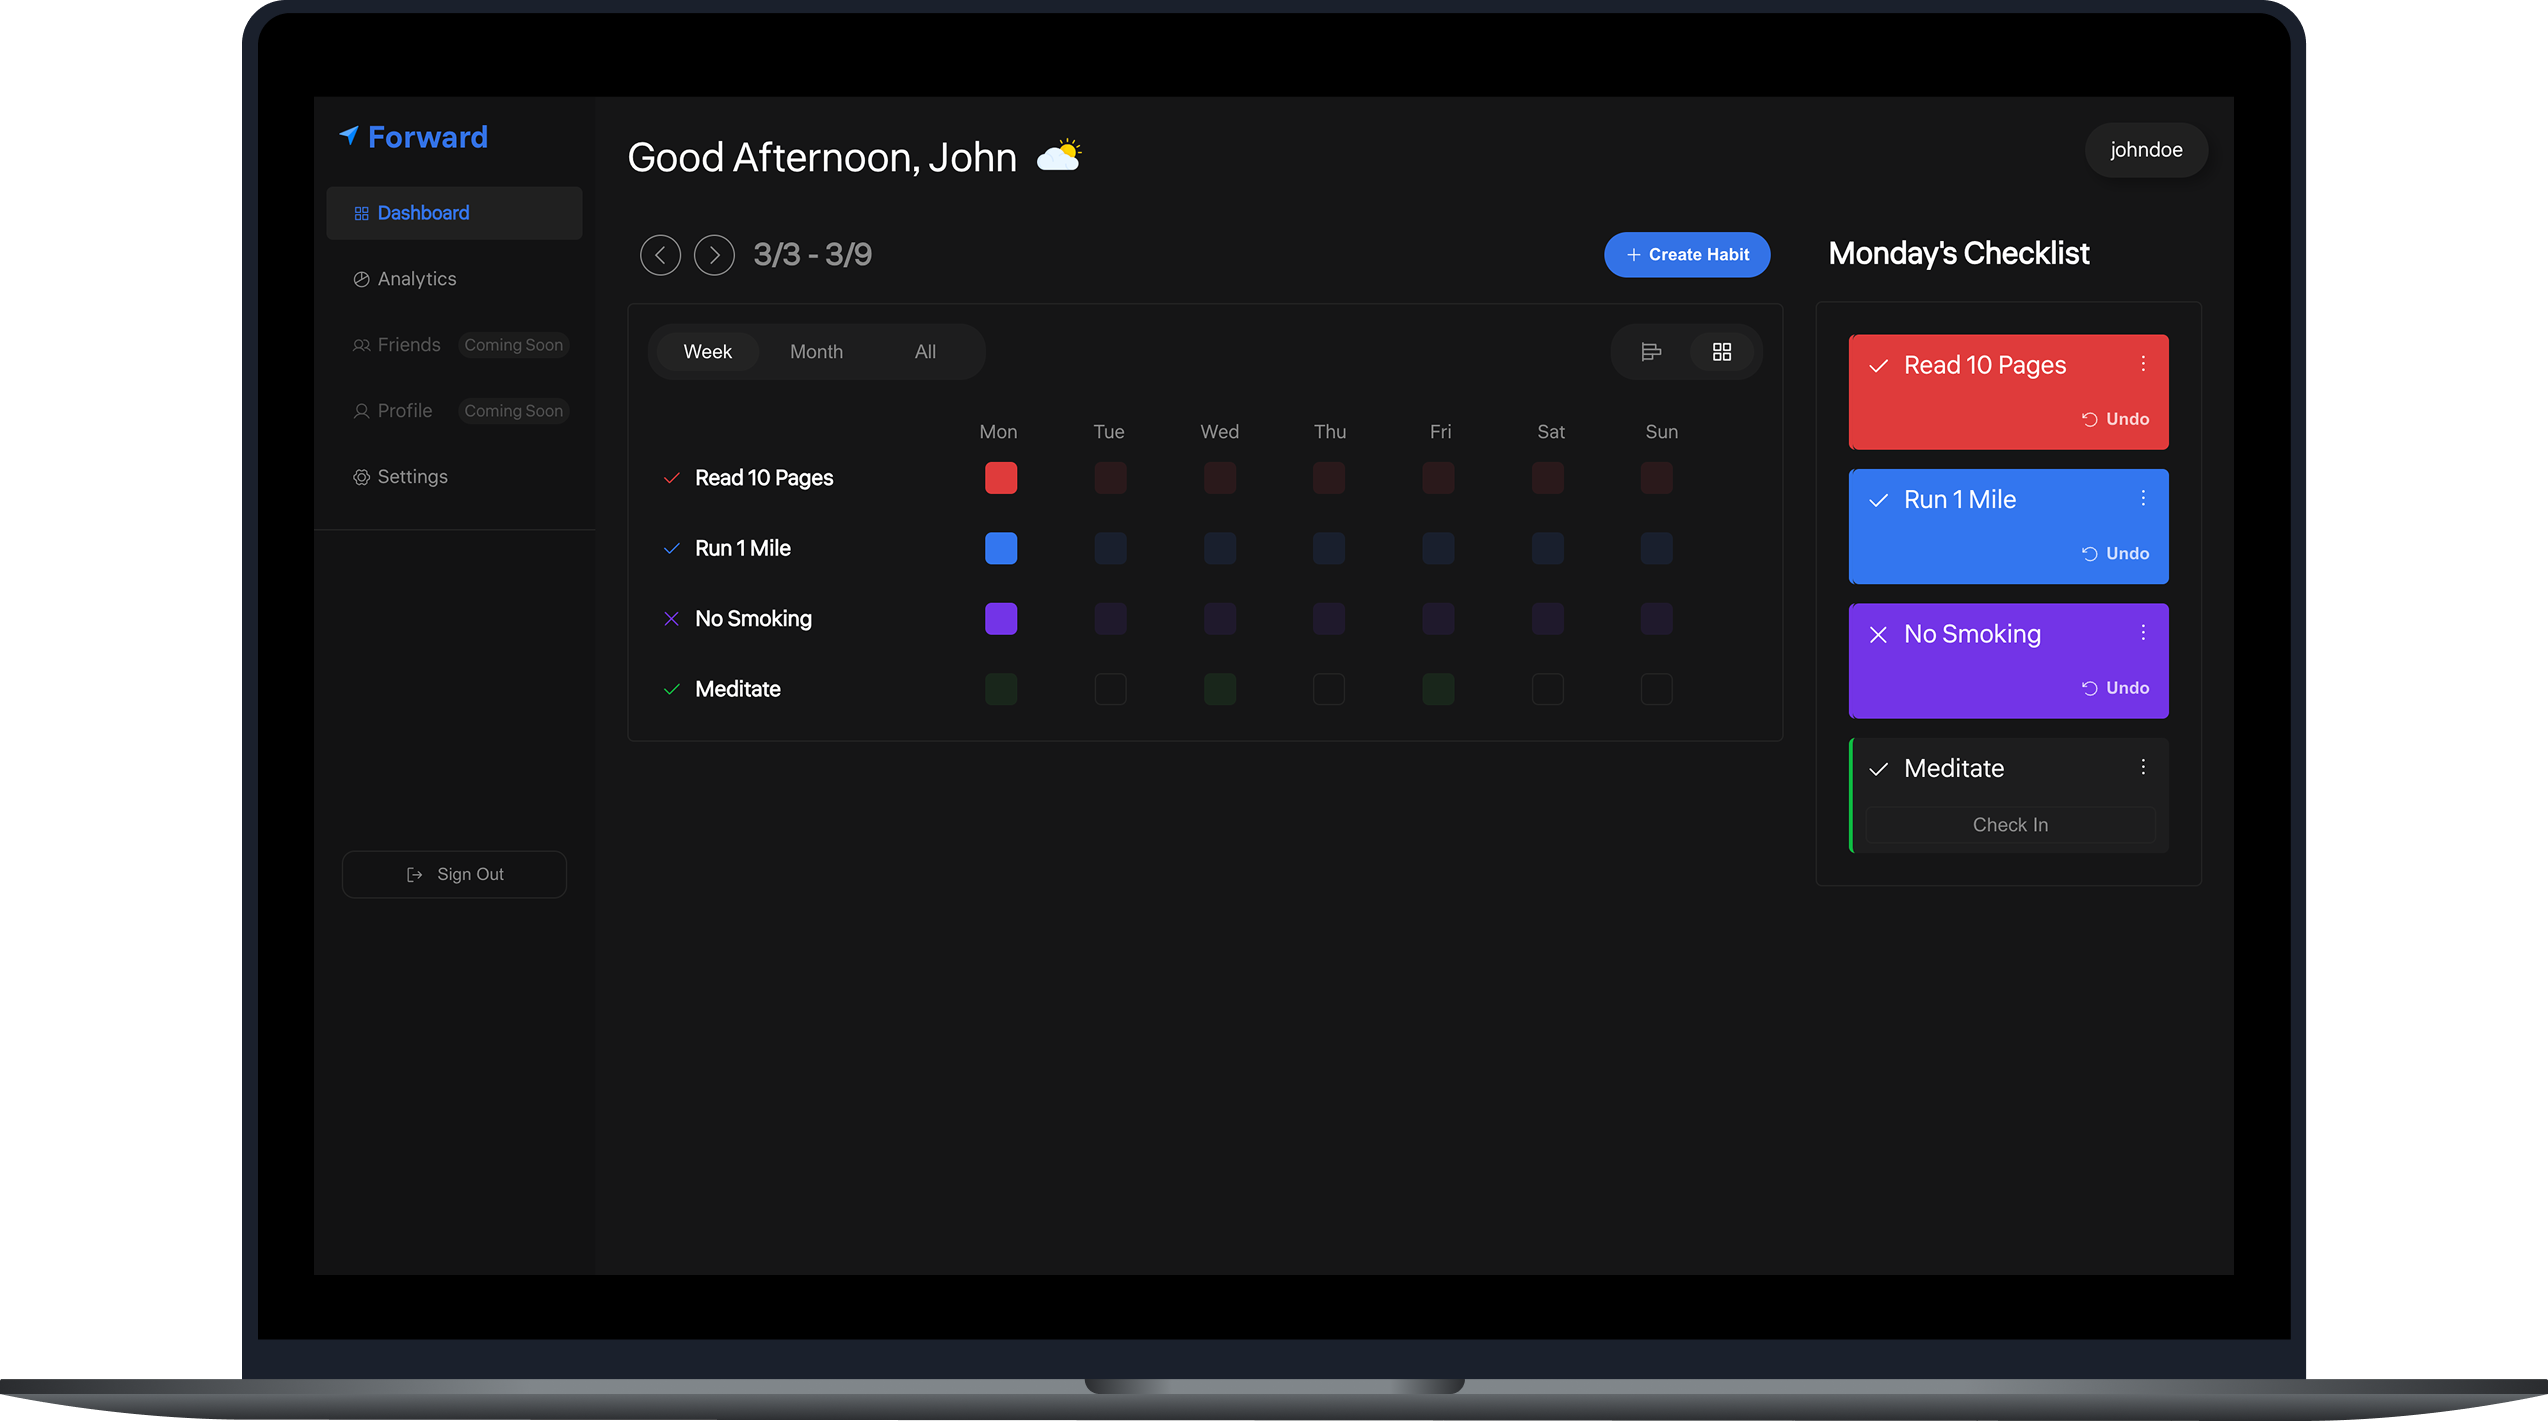 Forward
Dashboard
Analytics
Friends Coming Soon
Profile Coming Soon
Settings
Sign Out
Good Afternoon, John
johndoe
3/3 - 3/9
+ Create Habit
Week Month All
Mon Tue Wed Thu Fri Sat Sun
Read 10 Pages
Run 1 Mile
No Smoking
Meditate
Monday's Checklist
Read 10 Pages
Undo
Run 1 Mile
Undo
No Smoking
Undo
Meditate
Check In